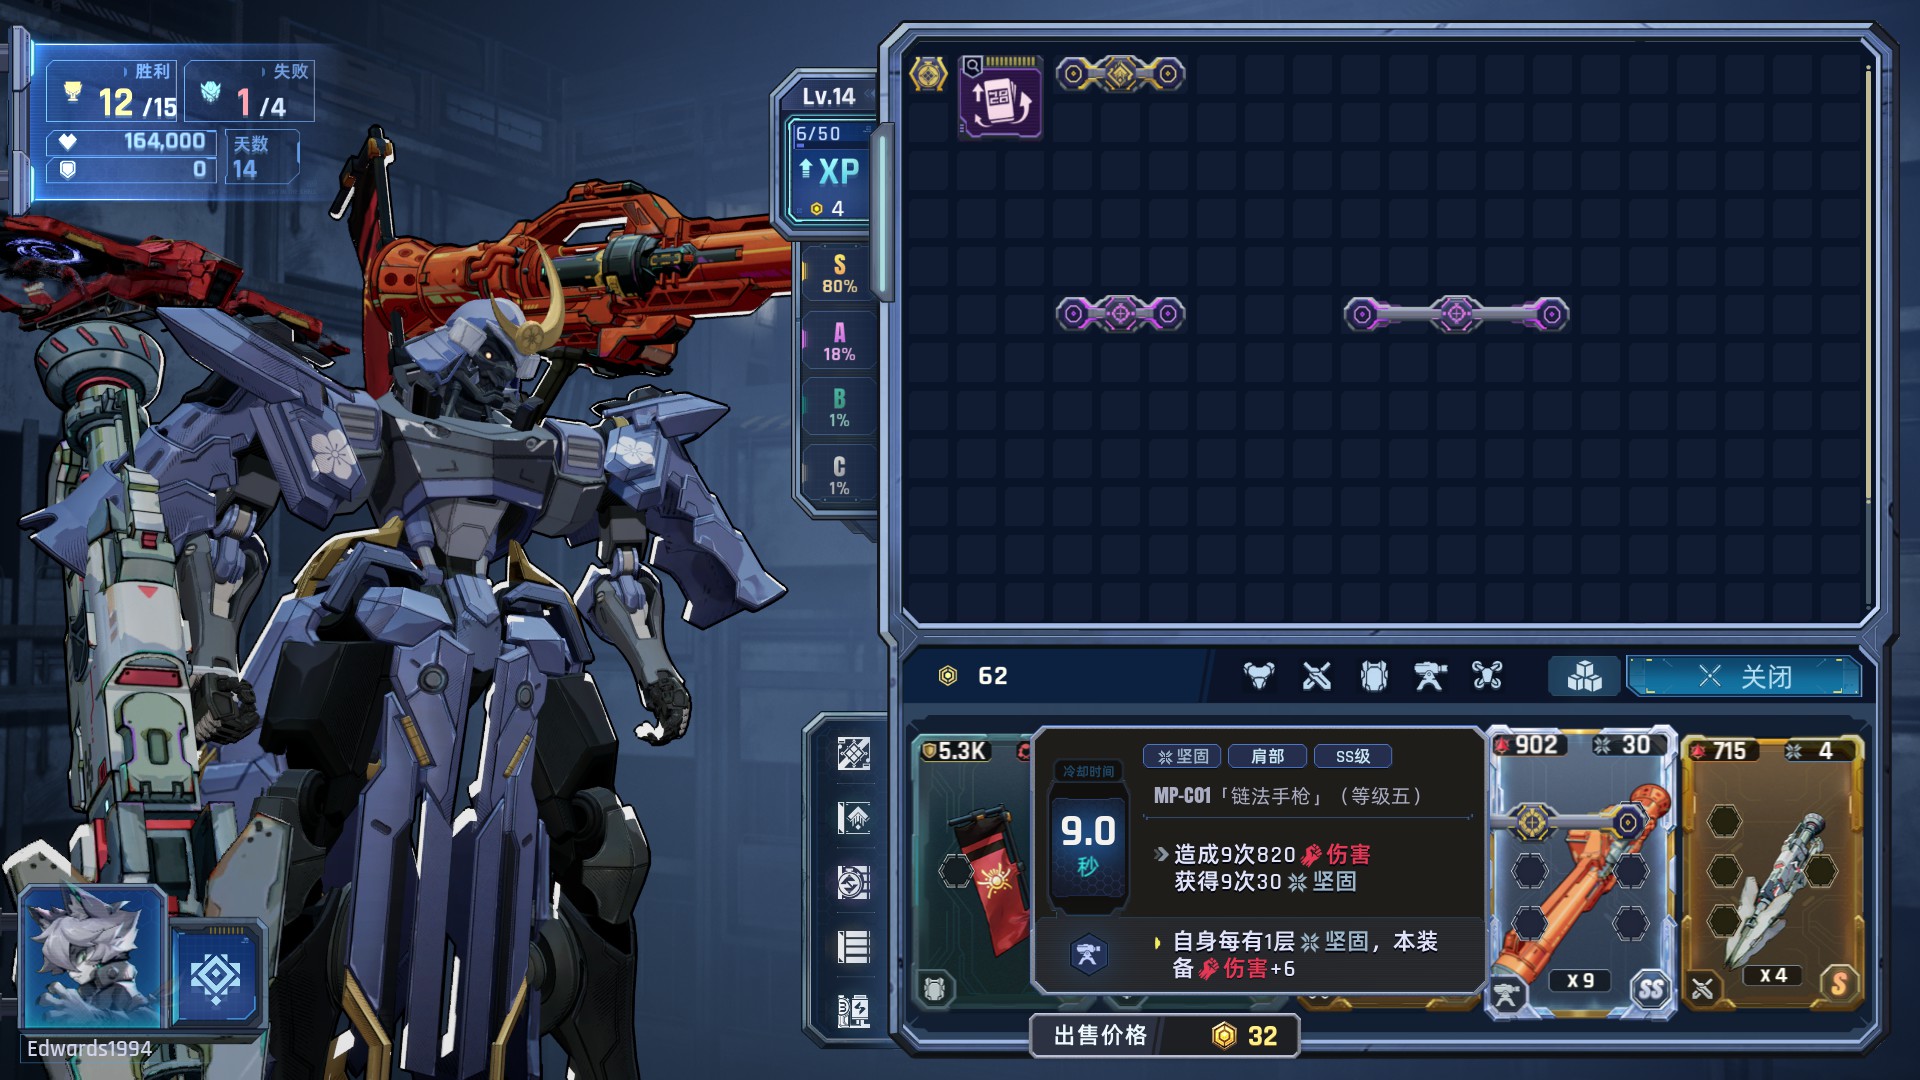 胜利
12 /15
失败
1 /4
164,000
0
天数
14
Lv.14
6/50
XP
4
S
80%
A
18%
B
1%
C
1%
62
关闭
5.3K
冷却时间
9.0
秒
坚固
肩部
SS级
MP-C01「链法手枪」（等级五）
造成9次820 伤害
获得9次30 坚固
自身每有1层 坚固，本装
备 伤害+6
出售价格
32
902
30
x 9
SS
715
4
x 4
S
Edwards1994